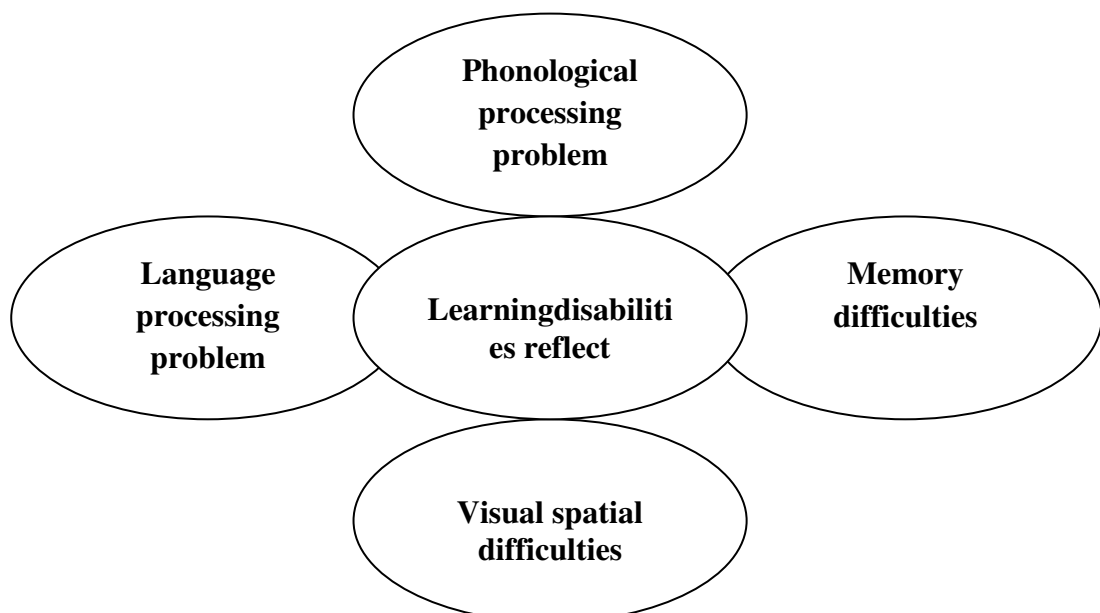 Phonological
processing
problem
Language
processing
problem
Learningdisabiliti
es reflect
Memory
difficulties
Visual spatial
difficulties